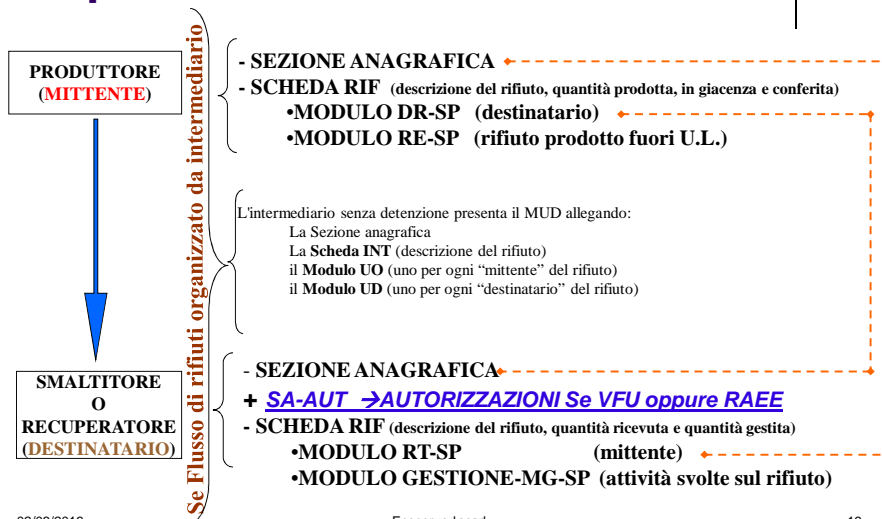 PRODUTTORE
(MITTENTE)
Se Flusso di rifiuti organizzato da intermediario
- SEZIONE ANAGRAFICA
- SCHEDA RIF (descrizione del rifiuto, quantità prodotta, in giacenza e conferita)
•MODULO DR-SP (destinatario)
•MODULO RE-SP (rifiuto prodotto fuori U.L.)
L'intermediario senza detenzione presenta il MUD allegando:
La Sezione anagrafica
La Scheda INT (descrizione del rifiuto)
il Modulo UO (uno per ogni “mittente” del rifiuto)
il Modulo UD (uno per ogni “destinatario” del rifiuto)
SMALTITORE
O
RECUPERATORE
(DESTINATARIO)
- SEZIONE ANAGRAFICA
+ SA-AUT →AUTORIZZAZIONI Se VFU oppure RAEE
- SCHEDA RIF (descrizione del rifiuto, quantità ricevuta e quantità gestita)
•MODULO RT-SP (mittente)
•MODULO GESTIONE-MG-SP (attività svolte sul rifiuto)